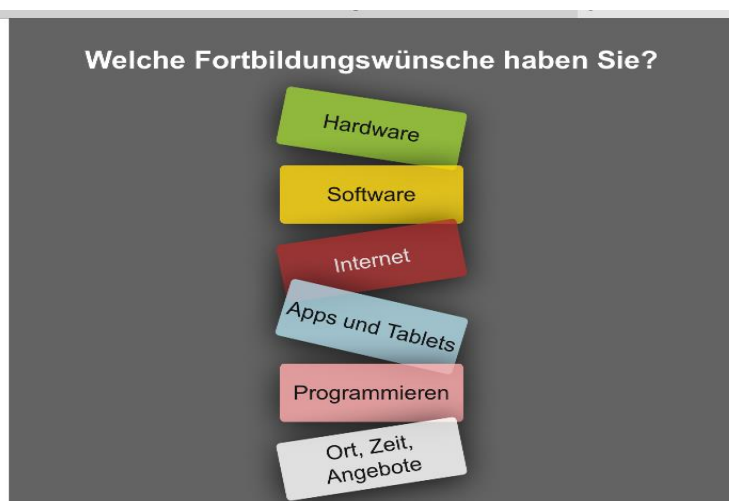 Welche Fortbildungswünsche haben Sie?
Hardware
Software
Internet
Apps und Tablets
Programmieren
Ort, Zeit,
Angebote